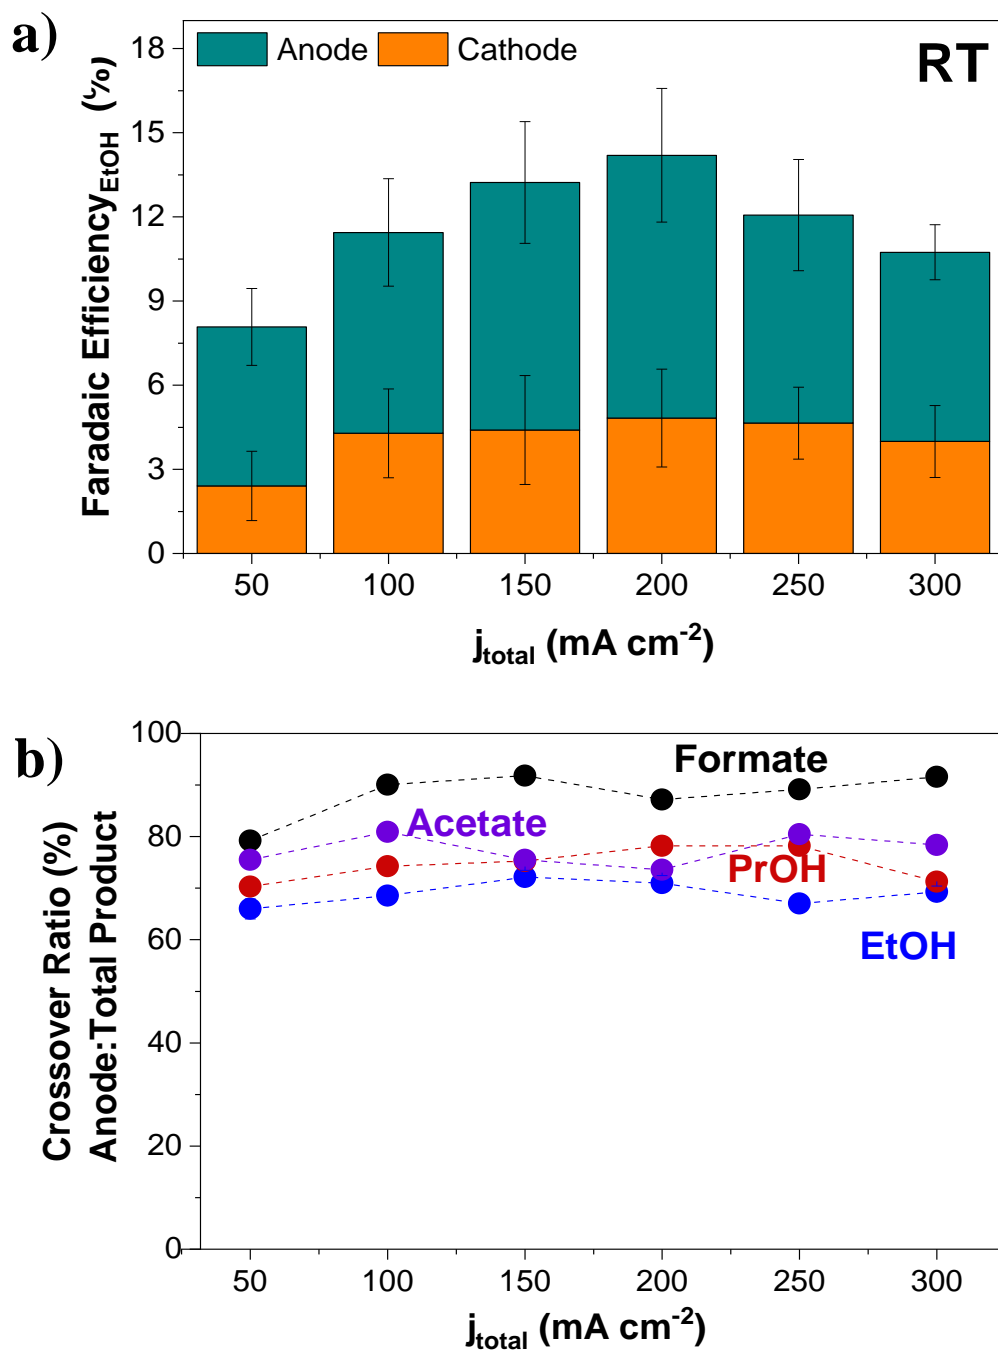 a)
Anode Cathode
RT
Faradaic Efficiency_EtOH (%)
18
15
12
9
6
3
0
50 100 150 200 250 300
j_total (mA cm⁻²)
b)
Crossover Ratio (%)
Anode:Total Product
100
80
60
40
20
0
Formate
Acetate
PrOH
EtOH
50 100 150 200 250 300
j_total (mA cm⁻²)